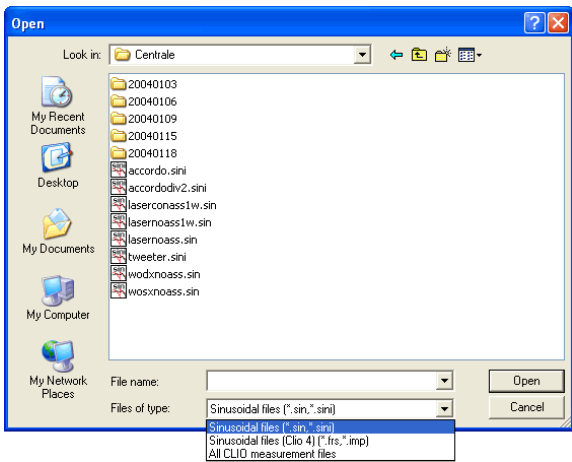 Open
Look in:
Centrale
My Recent
Documents
Desktop
My Documents
My Computer
My Network
Places
20040103
20040106
20040109
20040115
20040118
accordo.sini
accordodiv2.sini
laserconass1w.sin
lasernoass1w.sin
lasernoass.sin
tweeter.sini
wodxnoass.sin
wosxnoass.sin
File name:
Open
Files of type:
Sinusoidal files (*.sin,*.sini)
Cancel
Sinusoidal files (*.sin,*.sini)
Sinusoidal files (Clio 4) (*.frs,*.imp)
All CLIO measurement files